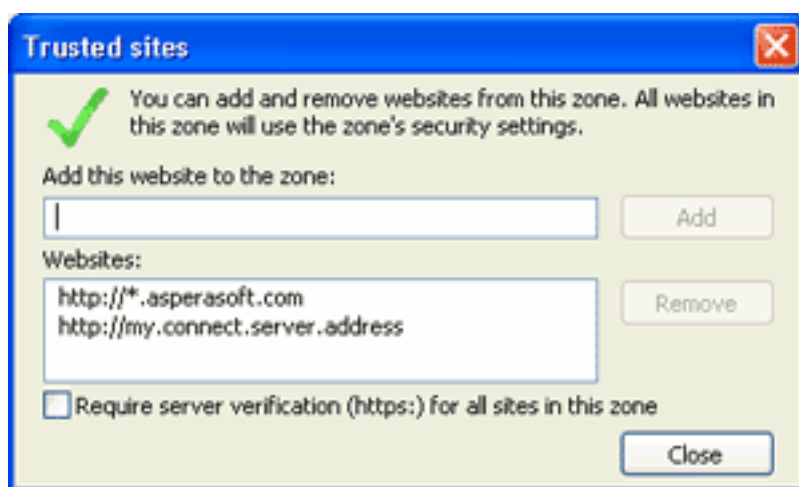 Trusted sites
You can add and remove websites from this zone. All websites in
this zone will use the zone's security settings.
Add this website to the zone:
Add
Websites:
http://*.asperasoft.com
http://my.connect.server.address
Remove
Require server verification (https:) for all sites in this zone
Close